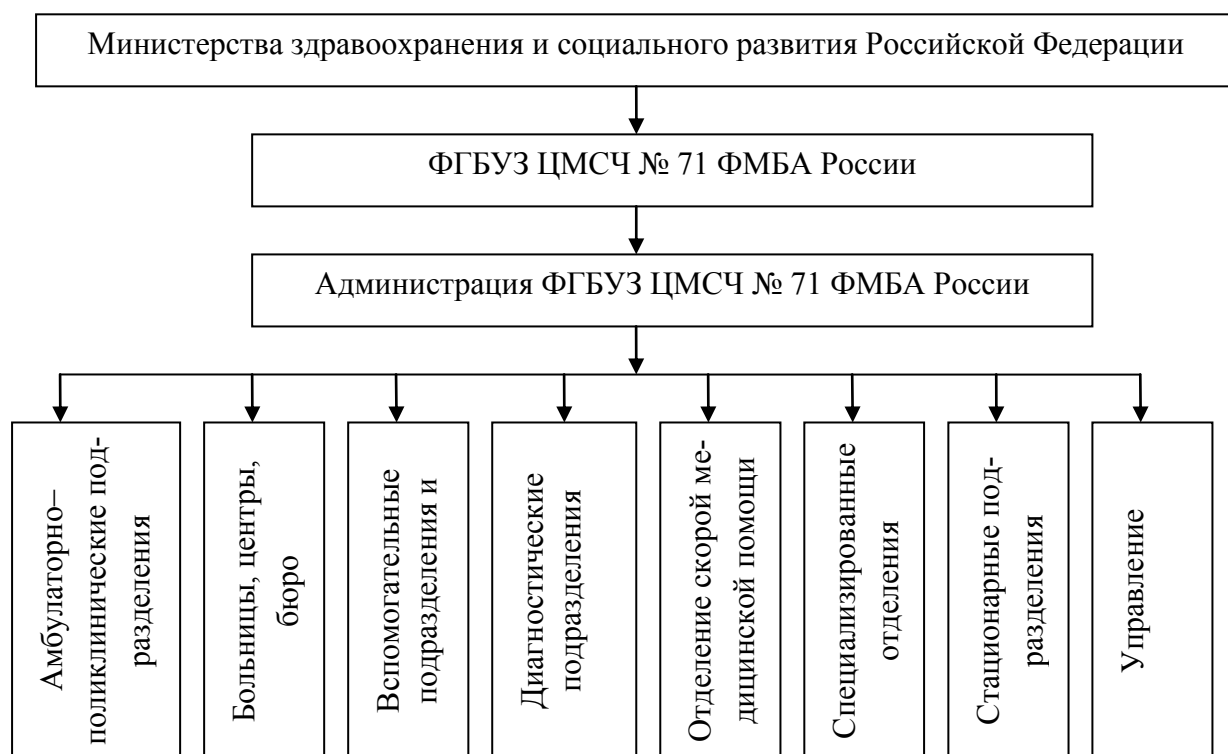 Министерства здравоохранения и социального развития Российской Федерации
ФГБУЗ ЦМСЧ № 71 ФМБА России
Администрация ФГБУЗ ЦМСЧ № 71 ФМБА России
Амбулаторно–
поликлинические под-
разделения
Больницы, центры,
бюро
Вспомогательные
подразделения и
Диагностические
подразделения
Отделение скорой ме-
дицинской помощи
Специализированные
отделения
Стационарные под-
разделения
Управление